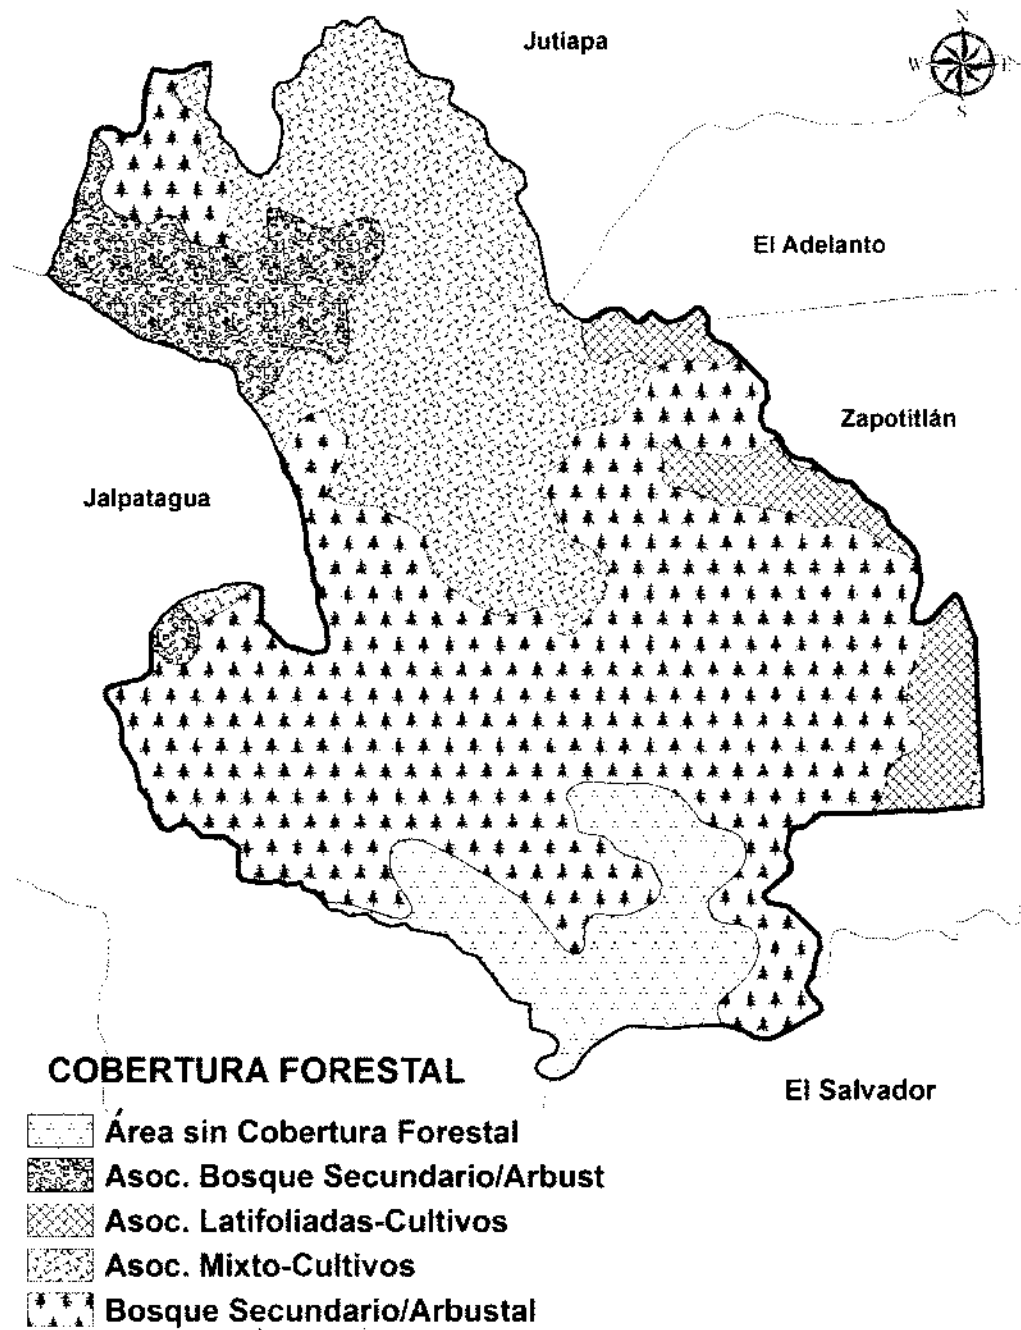 Jutiapa
N
W
E
S
El Adelanto
Zapotitlán
Jalpatagua
El Salvador
COBERTURA FORESTAL
Área sin Cobertura Forestal
Asoc. Bosque Secundario/Arbust
Asoc. Latifoliadas-Cultivos
Asoc. Mixto-Cultivos
Bosque Secundario/Arbustal